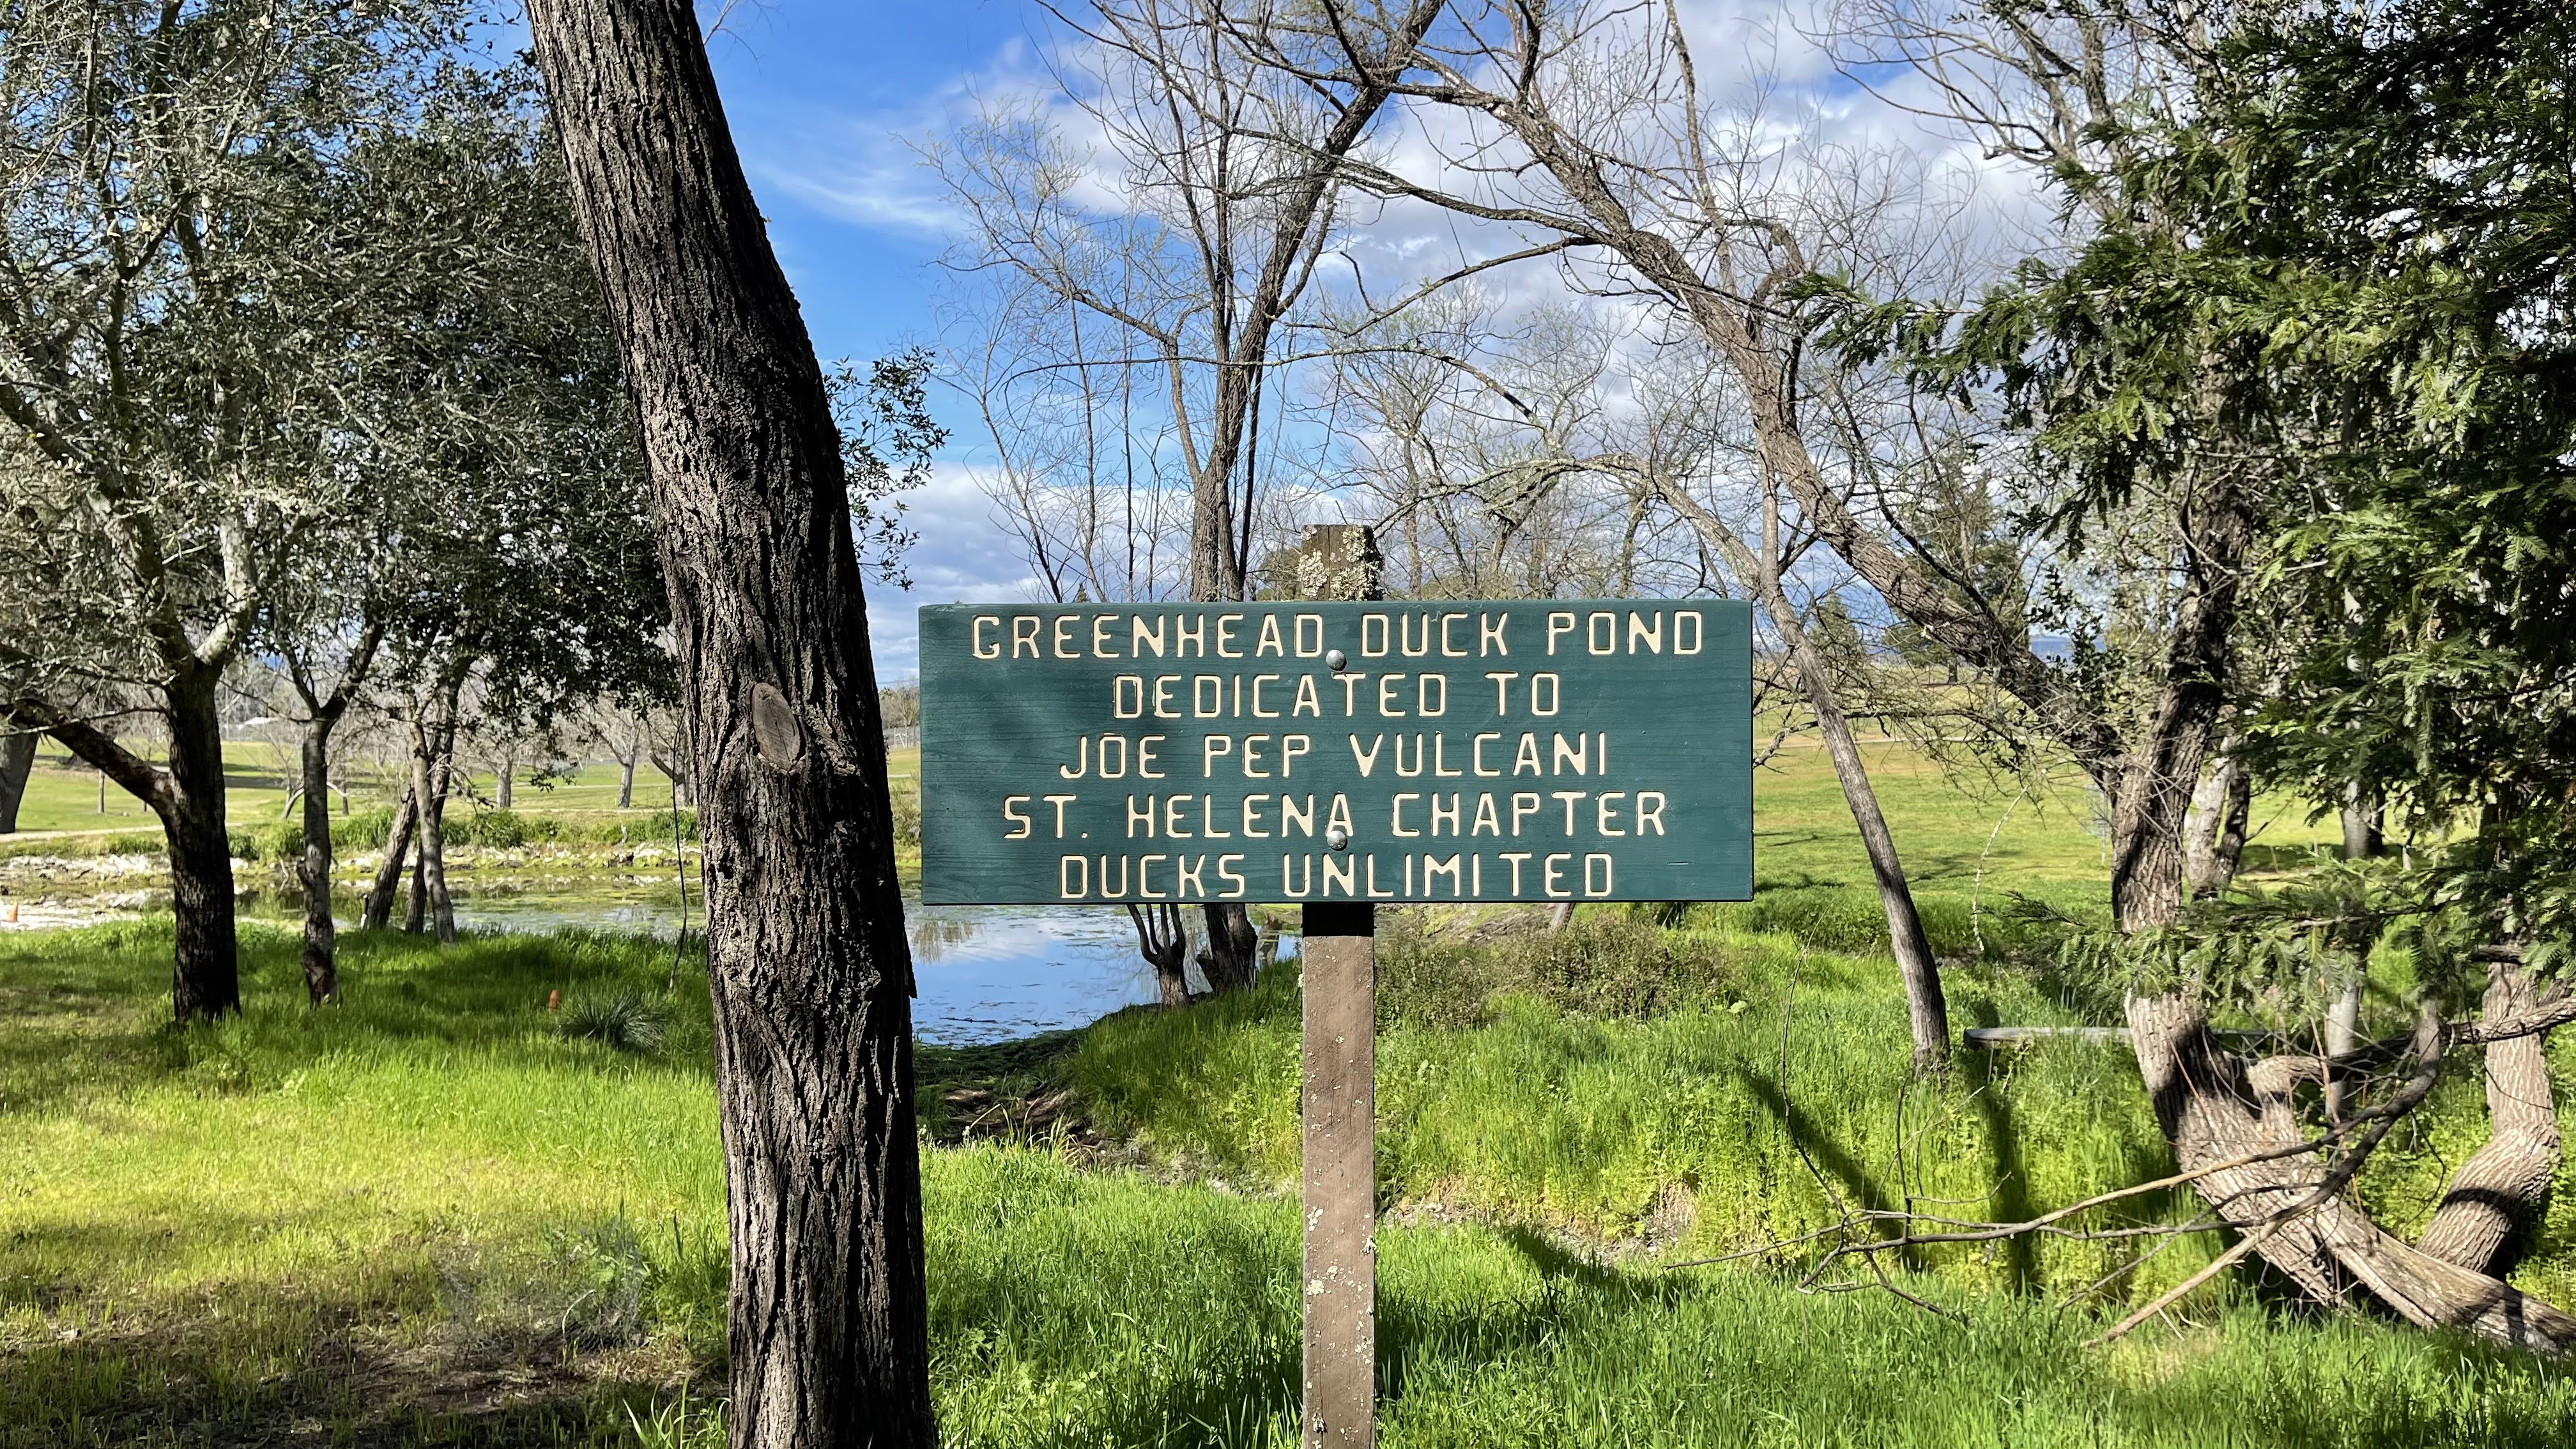 GREENHEAD DUCK POND
DEDICATED TO
JOE PEP VULCANI
ST. HELENA CHAPTER
DUCKS UNLIMITED